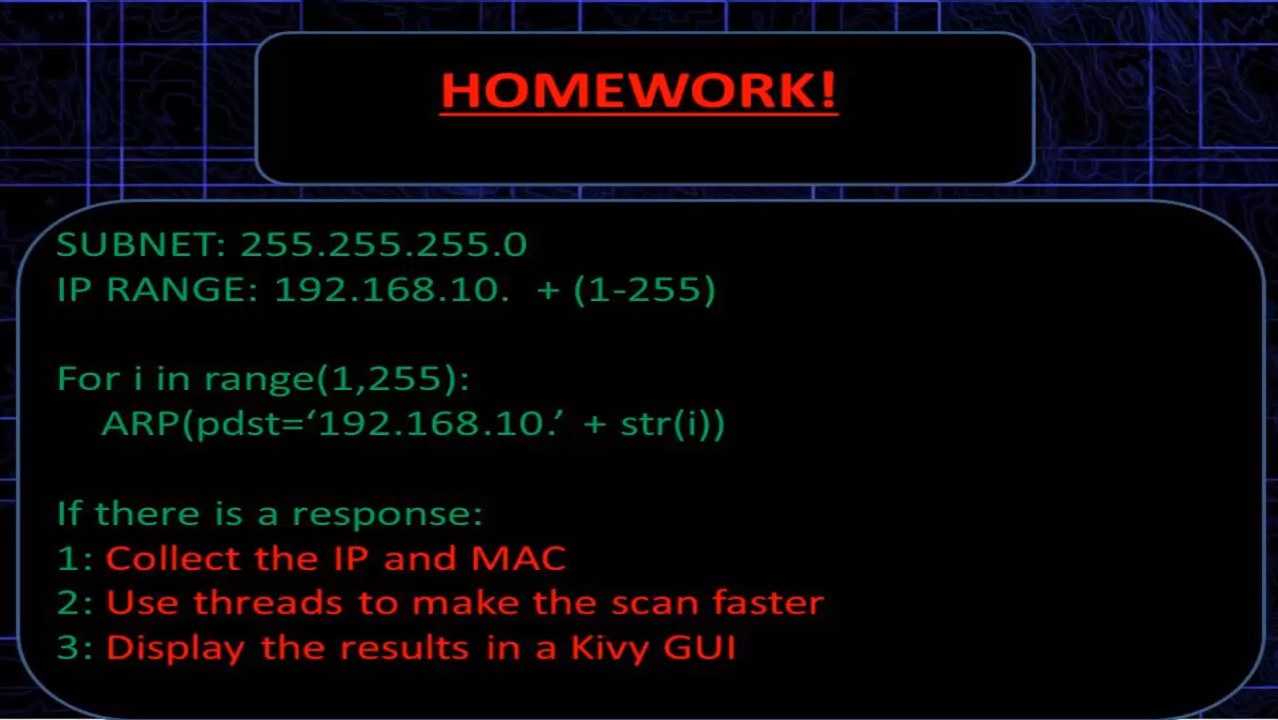 HOMEWORK!
SUBNET: 255.255.255.0
IP RANGE: 192.168.10.  + (1-255)
For i in range(1,255):
ARP(pdst=‘192.168.10.’ + str(i))
If there is a response:
1: Collect the IP and MAC
2: Use threads to make the scan faster
3: Display the results in a Kivy GUI